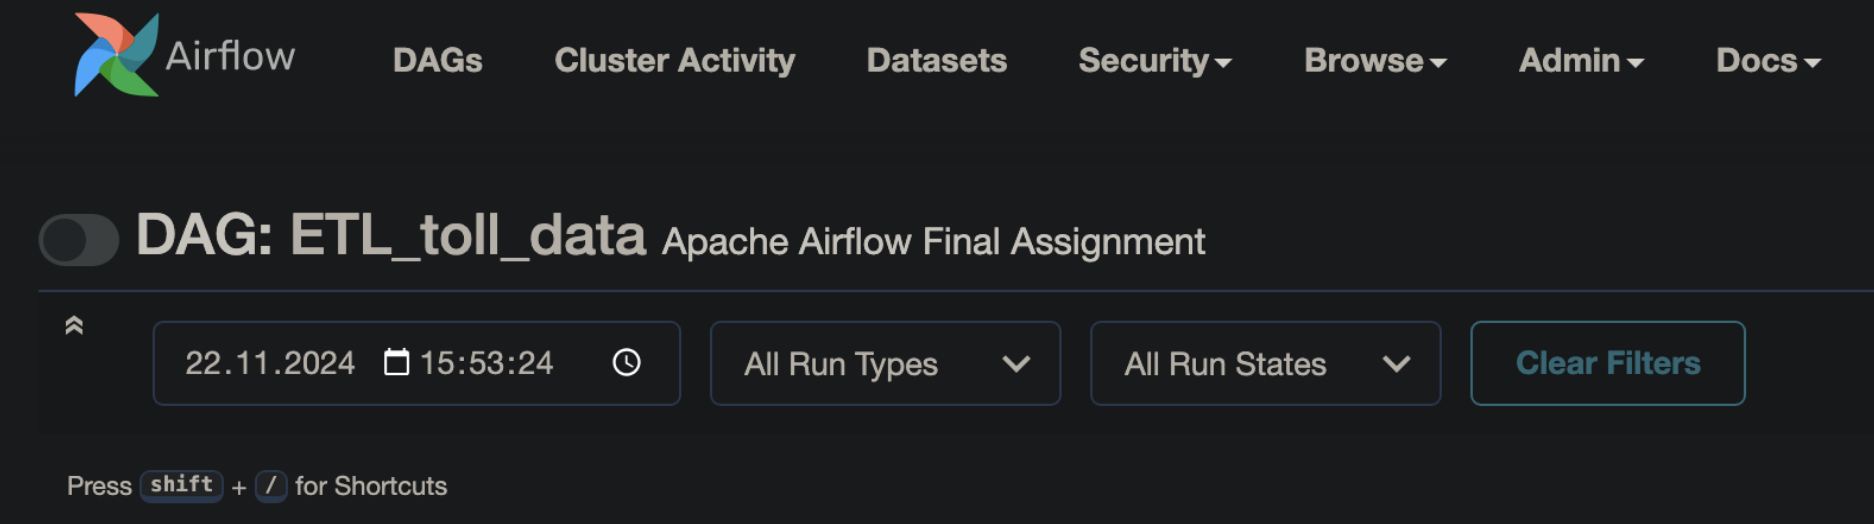 Airflow DAGs Cluster Activity Datasets Security Browse Admin Docs
DAG: ETL_toll_data Apache Airflow Final Assignment
22.11.2024 15:53:24 All Run Types All Run States Clear Filters
Press shift + / for Shortcuts